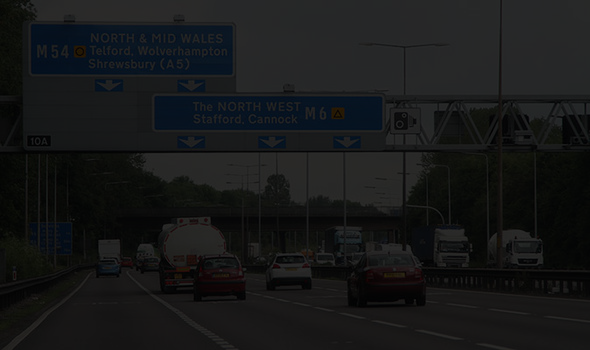 NORTH & MID WALES
M54 Telford, Wolverhampton
Shrewsbury (A5)
The NORTH WEST M6
Stafford, Cannock
10A